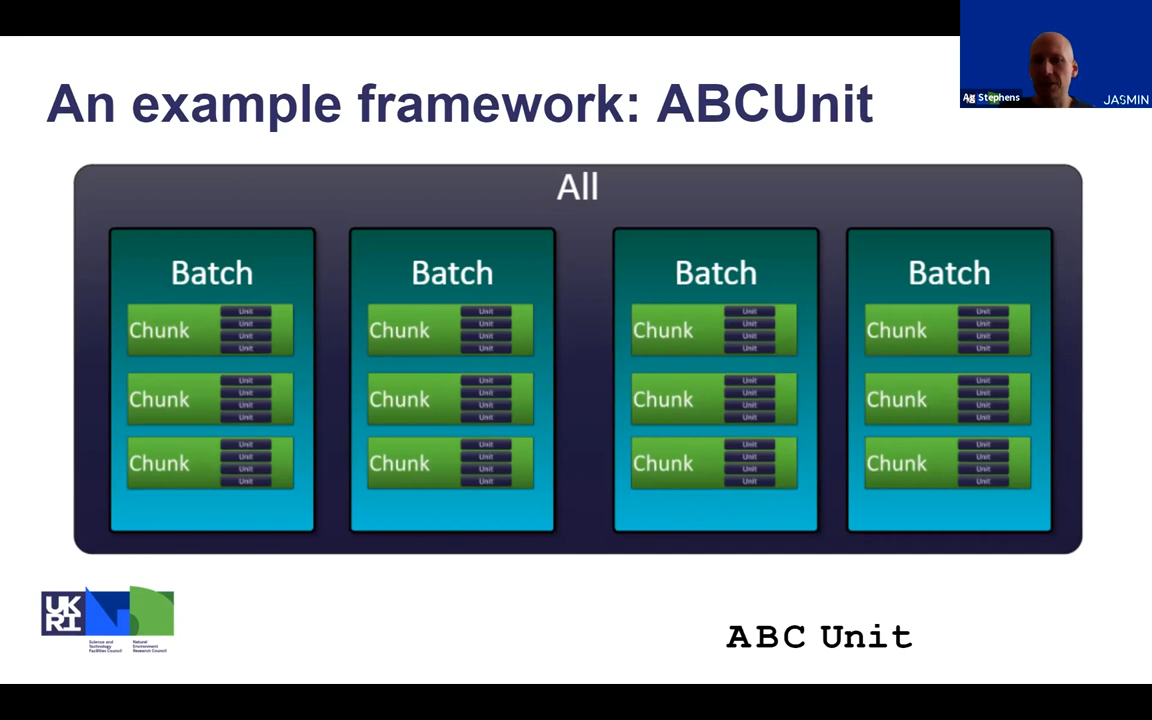 An example framework: ABCUnit
Ag Stephens
JASMIN
All
Batch
Chunk
Unit
Unit
Unit
Unit
Chunk
Unit
Unit
Unit
Unit
Chunk
Unit
Unit
Unit
Unit
Batch
Chunk
Unit
Unit
Unit
Unit
Chunk
Unit
Unit
Unit
Unit
Chunk
Unit
Unit
Unit
Unit
Batch
Chunk
Unit
Unit
Unit
Unit
Chunk
Unit
Unit
Unit
Unit
Chunk
Unit
Unit
Unit
Unit
Batch
Chunk
Unit
Unit
Unit
Unit
Chunk
Unit
Unit
Unit
Unit
Chunk
Unit
Unit
Unit
Unit
UK
RI
Science and
Technology
Facilities Council
Natural
Environment
Research Council
ABC Unit